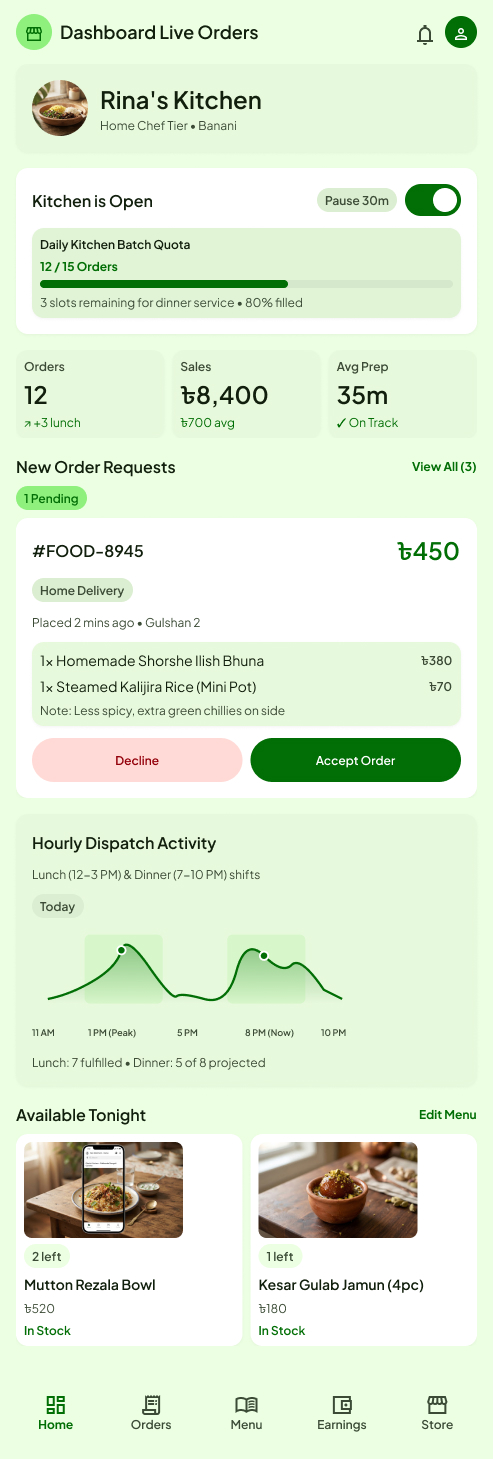 Dashboard Live Orders
Rina's Kitchen
Home Chef Tier • Banani
Kitchen is Open
Pause 30m
Daily Kitchen Batch Quota
12 / 15 Orders
3 slots remaining for dinner service • 80% filled
Orders
12
↗ +3 lunch
Sales
৳8,400
৳700 avg
Avg Prep
35m
✓ On Track
New Order Requests
View All (3)
1 Pending
#FOOD-8945
৳450
Home Delivery
Placed 2 mins ago • Gulshan 2
1× Homemade Shorshe Ilish Bhuna ৳380
1× Steamed Kalijira Rice (Mini Pot) ৳70
Note: Less spicy, extra green chillies on side
Decline
Accept Order
Hourly Dispatch Activity
Lunch (12–3 PM) & Dinner (7–10 PM) shifts
Today
11 AM 1 PM (Peak) 5 PM 8 PM (Now) 10 PM
Lunch: 7 fulfilled • Dinner: 5 of 8 projected
Available Tonight
Edit Menu
2 left
Mutton Rezala Bowl
৳520
In Stock
1 left
Kesar Gulab Jamun (4pc)
৳180
In Stock
Home
Orders
Menu
Earnings
Store